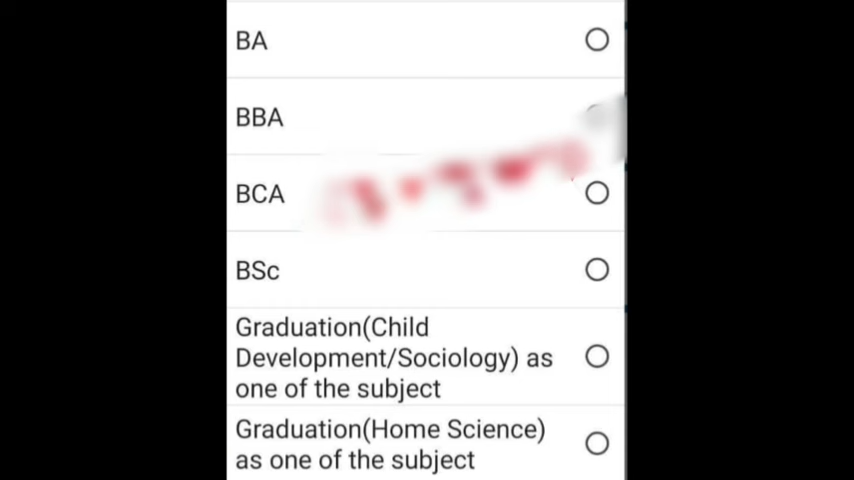 BA
BBA
BCA
BSc
Graduation(Child
Development/Sociology) as
one of the subject
Graduation(Home Science)
as one of the subject